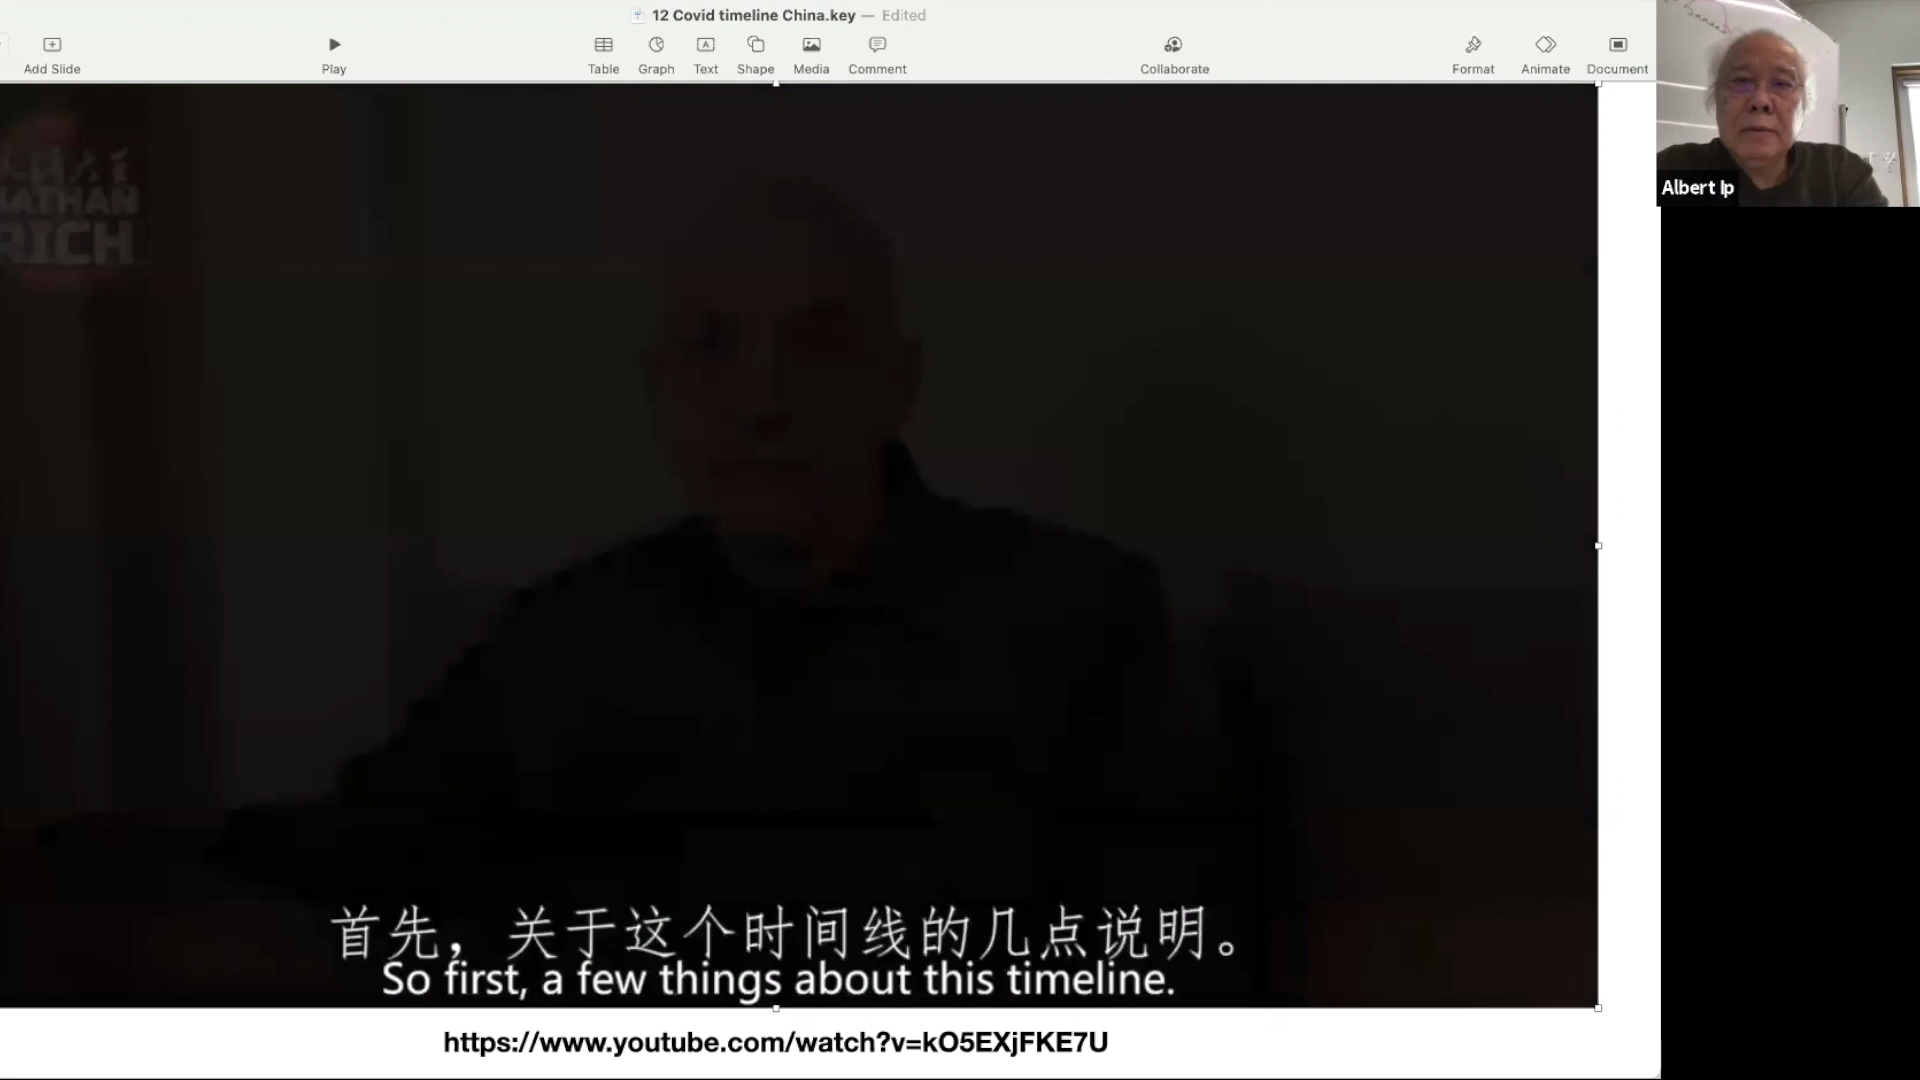 12 Covid timeline China.key — Edited
Add Slide
Play
Table
Graph
Text
Shape
Media
Comment
Collaborate
Format
Animate
Document
Albert Ip
NATHAN
RICH
首先，关于这个时间线的几点说明。
So first, a few things about this timeline.
https://www.youtube.com/watch?v=kO5EXjFKE7U